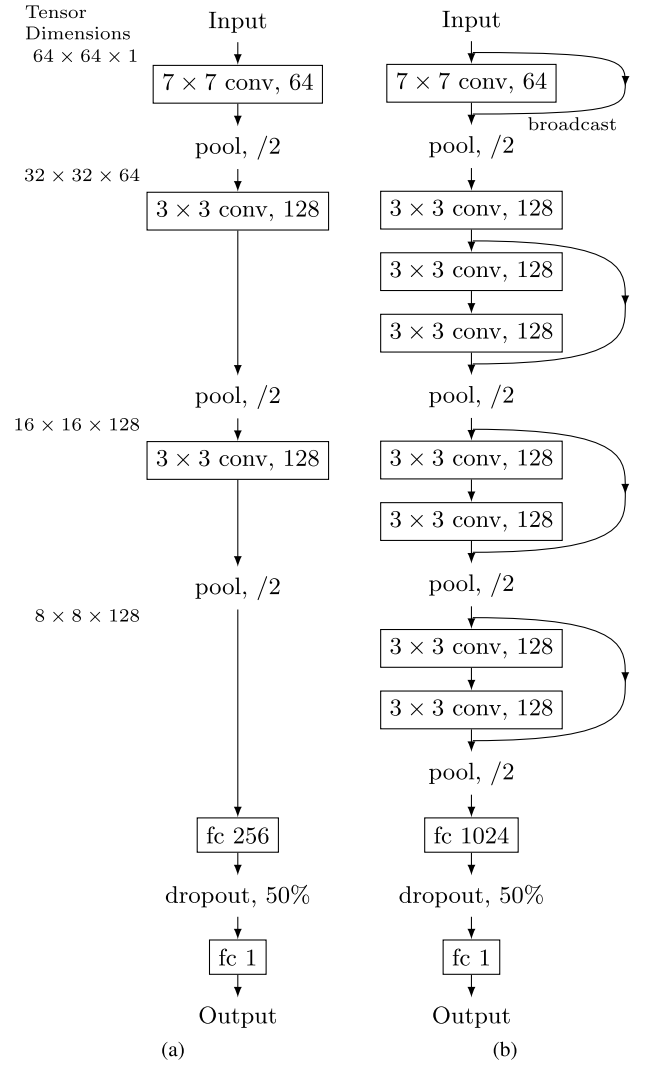 Tensor
Dimensions
64 × 64 × 1
Input
7 × 7 conv, 64
pool, /2
32 × 32 × 64
3 × 3 conv, 128
pool, /2
16 × 16 × 128
3 × 3 conv, 128
pool, /2
8 × 8 × 128
fc 256
dropout, 50%
fc 1
Output
(a)
Input
7 × 7 conv, 64
broadcast
pool, /2
3 × 3 conv, 128
3 × 3 conv, 128
3 × 3 conv, 128
pool, /2
3 × 3 conv, 128
3 × 3 conv, 128
pool, /2
3 × 3 conv, 128
3 × 3 conv, 128
pool, /2
fc 1024
dropout, 50%
fc 1
Output
(b)